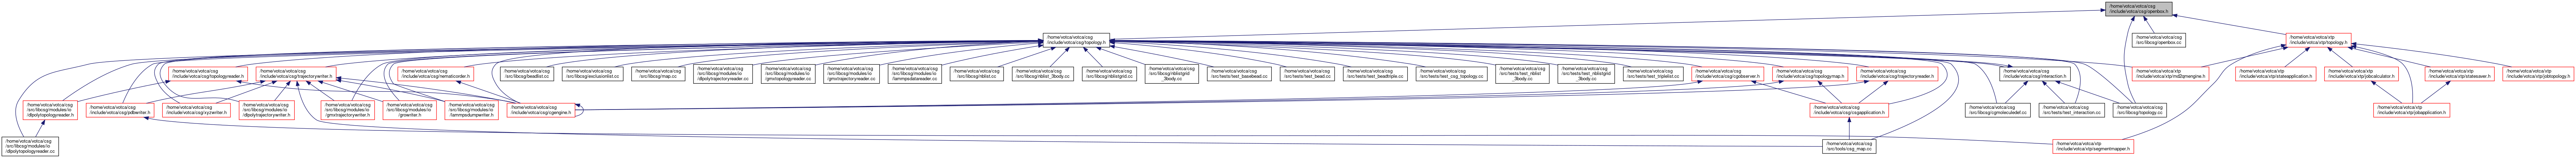 /home/votca/votca/csg
/include/votca/csg/openbox.h
/home/votca/votca/csg
/include/votca/csg/topology.h
/home/votca/votca/csg
/src/libcsg/openbox.cc
/home/votca/votca/xtp
/include/votca/xtp/topology.h
/home/votca/votca/csg
/include/votca/csg/topologyreader.h
/home/votca/votca/csg
/include/votca/csg/trajectorywriter.h
/home/votca/votca/csg
/include/votca/csg/nematicorder.h
/home/votca/votca/csg
/src/libcsg/beadlist.cc
/home/votca/votca/csg
/src/libcsg/exclusionlist.cc
/home/votca/votca/csg
/src/libcsg/map.cc
/home/votca/votca/csg
/src/libcsg/modules/io
/dlpolytrajectoryreader.cc
/home/votca/votca/csg
/src/libcsg/modules/io
/gmxtopologyreader.cc
/home/votca/votca/csg
/src/libcsg/modules/io
/gmxtrajectoryreader.cc
/home/votca/votca/csg
/src/libcsg/modules/io
/lammpsdatareader.cc
/home/votca/votca/csg
/src/libcsg/nblist.cc
/home/votca/votca/csg
/src/libcsg/nblist_3body.cc
/home/votca/votca/csg
/src/libcsg/nblistgrid.cc
/home/votca/votca/csg
/src/libcsg/nblistgrid
_3body.cc
/home/votca/votca/csg
/src/tests/test_basebead.cc
/home/votca/votca/csg
/src/tests/test_bead.cc
/home/votca/votca/csg
/src/tests/test_beadtriple.cc
/home/votca/votca/csg
/src/tests/test_csg_topology.cc
/home/votca/votca/csg
/src/tests/test_nblist
_3body.cc
/home/votca/votca/csg
/src/tests/test_nblistgrid
_3body.cc
/home/votca/votca/csg
/src/tests/test_tripletlist.cc
/home/votca/votca/csg
/include/votca/csg/cgobserver.h
/home/votca/votca/csg
/include/votca/csg/topologymap.h
/home/votca/votca/csg
/include/votca/csg/trajectoryreader.h
/home/votca/votca/csg
/include/votca/csg/interaction.h
/home/votca/votca/xtp
/include/votca/xtp/md2qmengine.h
/home/votca/votca/xtp
/include/votca/xtp/stateapplication.h
/home/votca/votca/xtp
/include/votca/xtp/jobcalculator.h
/home/votca/votca/xtp
/include/votca/xtp/statesaver.h
/home/votca/votca/xtp
/include/votca/xtp/jobtopology.h
/home/votca/votca/csg
/src/libcsg/modules/io
/dlpolytopologyreader.h
/home/votca/votca/csg
/include/votca/csg/pdbwriter.h
/home/votca/votca/csg
/include/votca/csg/xyzwriter.h
/home/votca/votca/csg
/src/libcsg/modules/io
/dlpolytrajectorywriter.h
/home/votca/votca/csg
/src/libcsg/modules/io
/gmxtrajectorywriter.h
/home/votca/votca/csg
/src/libcsg/modules/io
/growriter.h
/home/votca/votca/csg
/src/libcsg/modules/io
/lammpsdumpwriter.h
/home/votca/votca/csg
/include/votca/csg/cgengine.h
/home/votca/votca/csg
/include/votca/csg/csgapplication.h
/home/votca/votca/csg
/src/libcsg/cgmoleculedef.cc
/home/votca/votca/csg
/src/tests/test_interaction.cc
/home/votca/votca/csg
/src/libcsg/topology.cc
/home/votca/votca/xtp
/include/votca/xtp/jobapplication.h
/home/votca/votca/csg
/src/libcsg/modules/io
/dlpolytopologyreader.cc
/home/votca/votca/csg
/src/tools/csg_map.cc
/home/votca/votca/xtp
/include/votca/xtp/segmentmapper.h